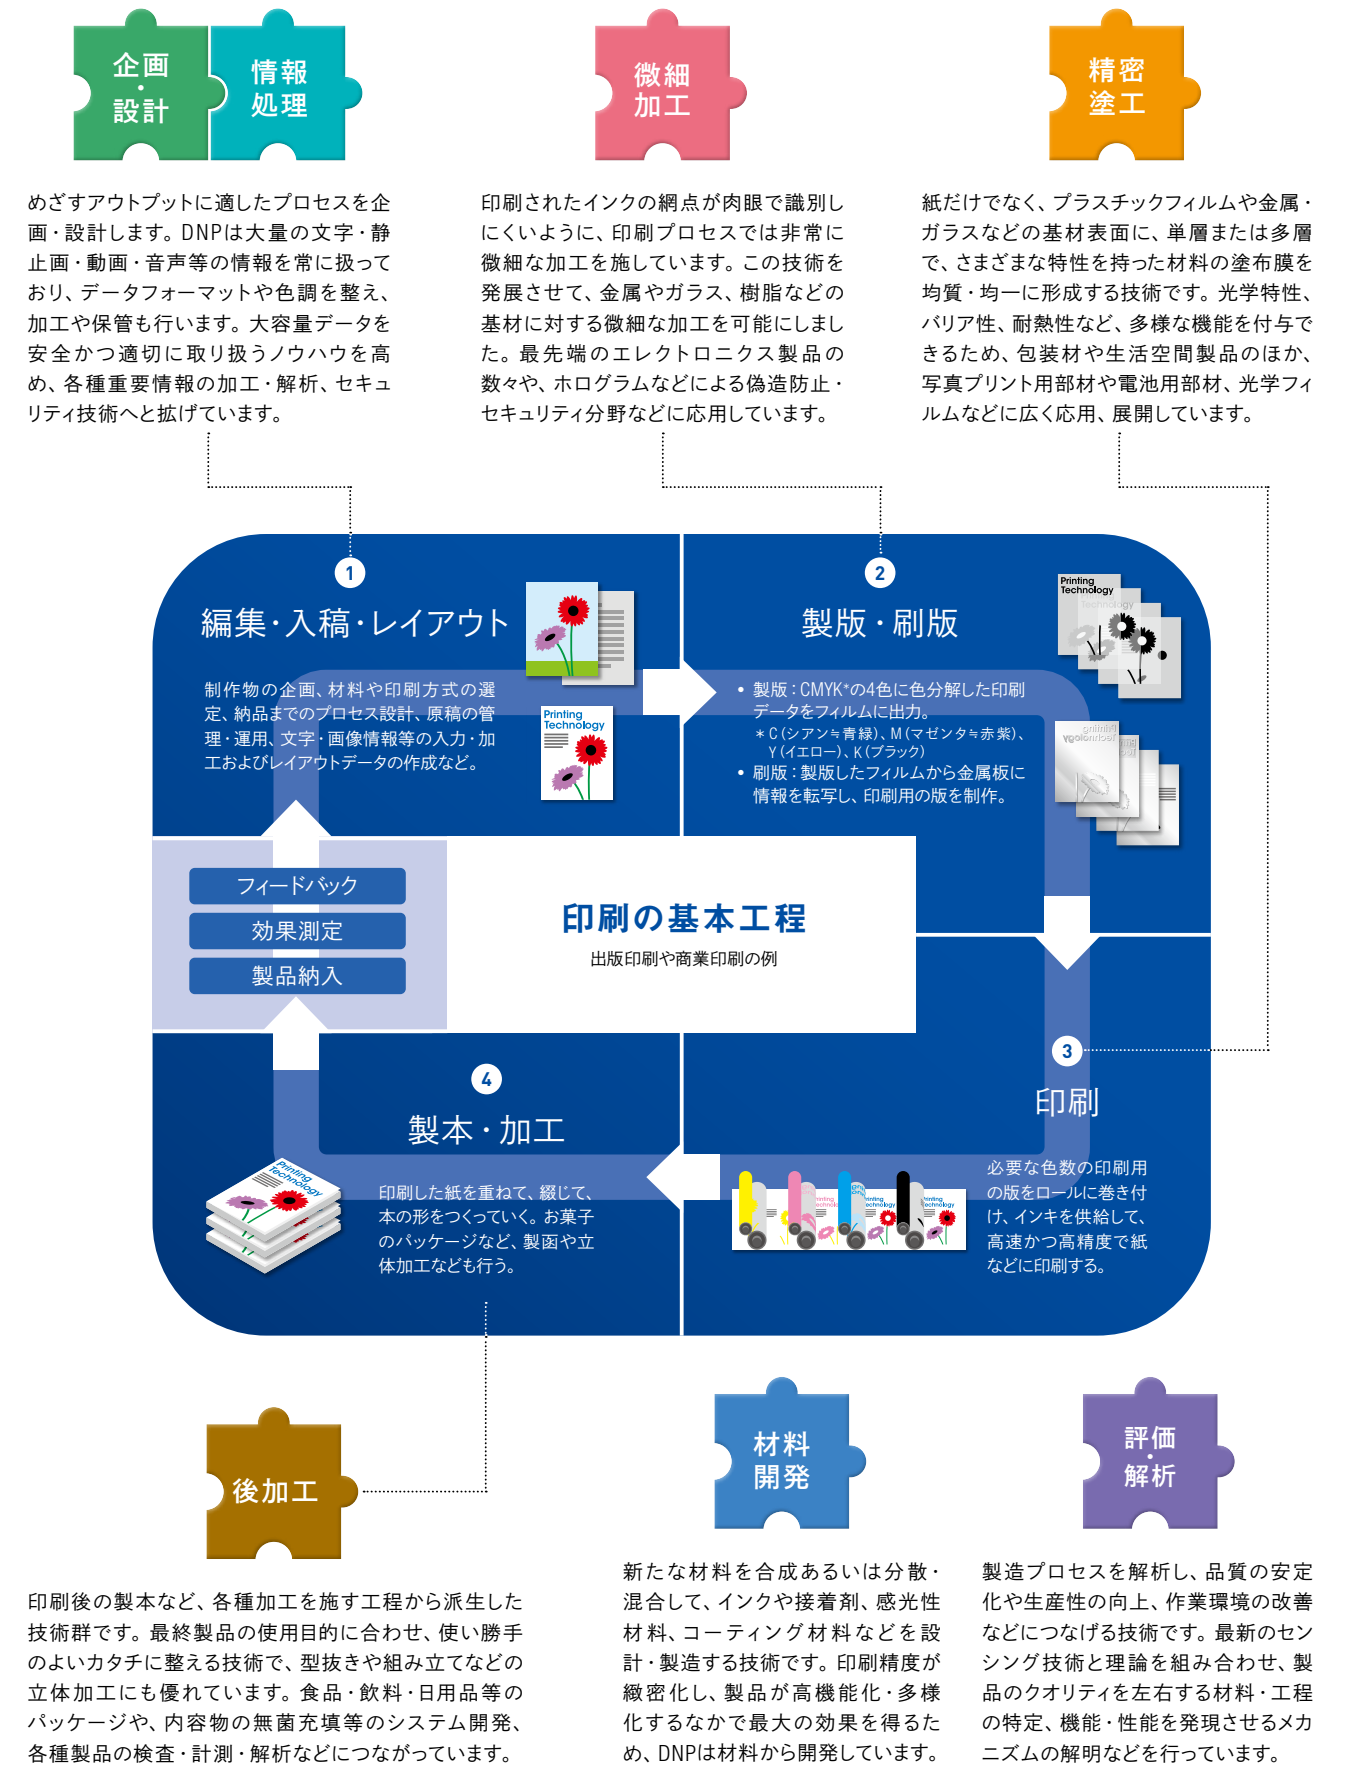 企画
・
設計
情報
処理
微細
加工
精密
塗工
めざすアウトプットに適したプロセスを企
画・設計します。DNPは大量の文字・静
止画・動画・音声等の情報を常に扱って
おり、データフォーマットや色調を整え、
加工や保管も行います。大容量データを
安全かつ適切に取り扱うノウハウを高
め、各種重要情報の加工・解析、セキュ
リティ技術へと拡げています。
印刷されたインクの網点が肉眼で識別し
にくいように、印刷プロセスでは非常に
微細な加工を施しています。この技術を
発展させて、金属やガラス、樹脂などの
基材に対する微細な加工を可能にしまし
た。最先端のエレクトロニクス製品の
数々や、ホログラムなどによる偽造防止・
セキュリティ分野などに応用しています。
紙だけでなく、プラスチックフィルムや金属・
ガラスなどの基材表面に、単層または多層
で、さまざまな特性を持った材料の塗布膜を
均質・均一に形成する技術です。光学特性、
バリア性、耐熱性など、多様な機能を付与で
きるため、包装材や生活空間製品のほか、
写真プリント用部材や電池用部材、光学フィ
ルムなどに広く応用、展開しています。
1
編集・入稿・レイアウト
制作物の企画、材料や印刷方式の選
定、納品までのプロセス設計、原稿の管
理・運用、文字・画像情報等の入力・加
工およびレイアウトデータの作成など。
Printing
Technology
2
製版・刷版
• 製版：CMYK*の4色に色分解した印刷
データをフィルムに出力。
＊C（シアン≒青緑）、M（マゼンタ≒赤紫）、
Y（イエロー）、K（ブラック）
• 刷版：製版したフィルムから金属板に
情報を転写し、印刷用の版を制作。
Printing
Technology
Technology
Printing
Technology
フィードバック
効果測定
製品納入
印刷の基本工程
出版印刷や商業印刷の例
3
印刷
必要な色数の印刷用
の版をロールに巻き付
け、インキを供給して、
高速かつ高精度で紙
などに印刷する。
4
製本・加工
印刷した紙を重ねて、綴じて、
本の形をつくっていく。お菓子
のパッケージなど、製函や立
体加工なども行う。
Printing
Technology
後加工
材料
開発
評価
・
解析
印刷後の製本など、各種加工を施す工程から派生した
技術群です。最終製品の使用目的に合わせ、使い勝手
のよいカタチに整える技術で、型抜きや組み立てなどの
立体加工にも優れています。食品・飲料・日用品等の
パッケージや、内容物の無菌充填等のシステム開発、
各種製品の検査・計測・解析などにつながっています。
新たな材料を合成あるいは分散・
混合して、インクや接着剤、感光性
材料、コーティング材料などを設
計・製造する技術です。印刷精度が
緻密化し、製品が高機能化・多様
化するなかで最大の効果を得るた
め、DNPは材料から開発しています。
製造プロセスを解析し、品質の安定
化や生産性の向上、作業環境の改善
などにつなげる技術です。最新のセン
シング技術と理論を組み合わせ、製
品のクオリティを左右する材料・工程
の特定、機能・性能を発現させるメカ
ニズムの解明などを行っています。